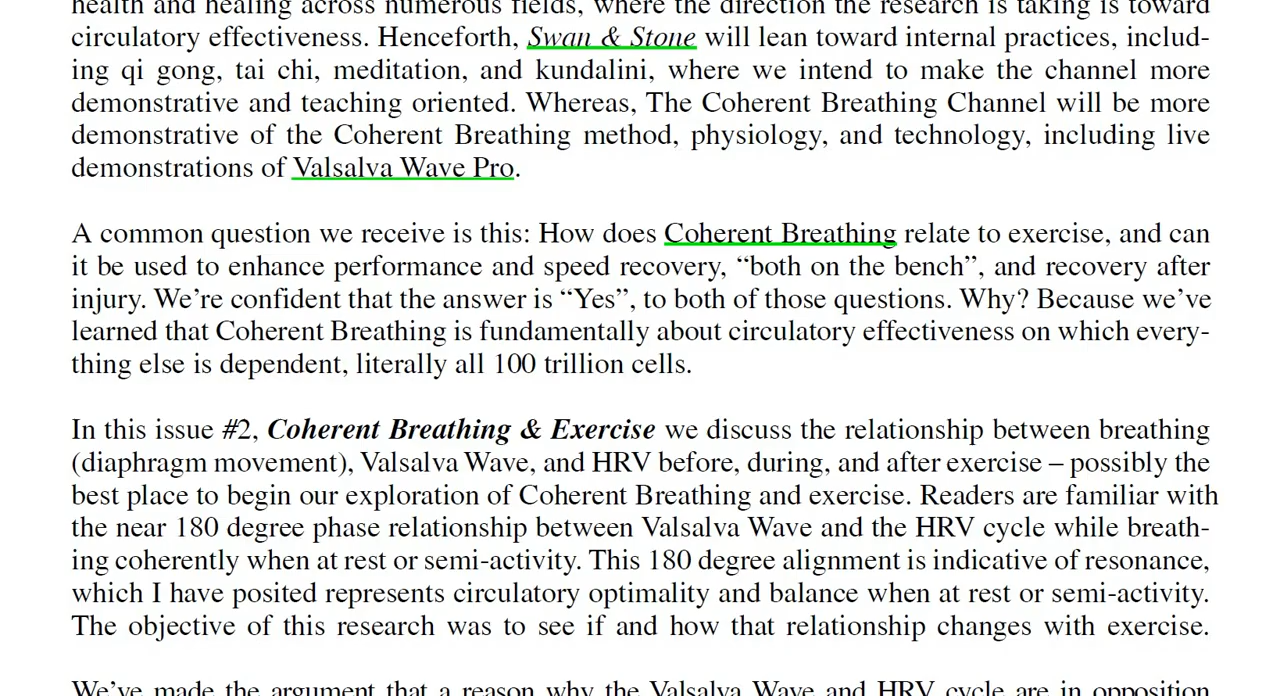 health and healing across numerous fields, where the direction the research is taking is toward
circulatory effectiveness. Henceforth, Swan & Stone will lean toward internal practices, includ-
ing qi gong, tai chi, meditation, and kundalini, where we intend to make the channel more
demonstrative and teaching oriented. Whereas, The Coherent Breathing Channel will be more
demonstrative of the Coherent Breathing method, physiology, and technology, including live
demonstrations of Valsalva Wave Pro.
A common question we receive is this: How does Coherent Breathing relate to exercise, and can
it be used to enhance performance and speed recovery, “both on the bench”, and recovery after
injury. We’re confident that the answer is “Yes”, to both of those questions. Why? Because we’ve
learned that Coherent Breathing is fundamentally about circulatory effectiveness on which every-
thing else is dependent, literally all 100 trillion cells.
In this issue #2, Coherent Breathing & Exercise we discuss the relationship between breathing
(diaphragm movement), Valsalva Wave, and HRV before, during, and after exercise – possibly the
best place to begin our exploration of Coherent Breathing and exercise. Readers are familiar with
the near 180 degree phase relationship between Valsalva Wave and the HRV cycle while breath-
ing coherently when at rest or semi-activity. This 180 degree alignment is indicative of resonance,
which I have posited represents circulatory optimality and balance when at rest or semi-activity.
The objective of this research was to see if and how that relationship changes with exercise.
We’ve made the argument that a reason why the Valsalva Wave and HRV cycle are in opposition